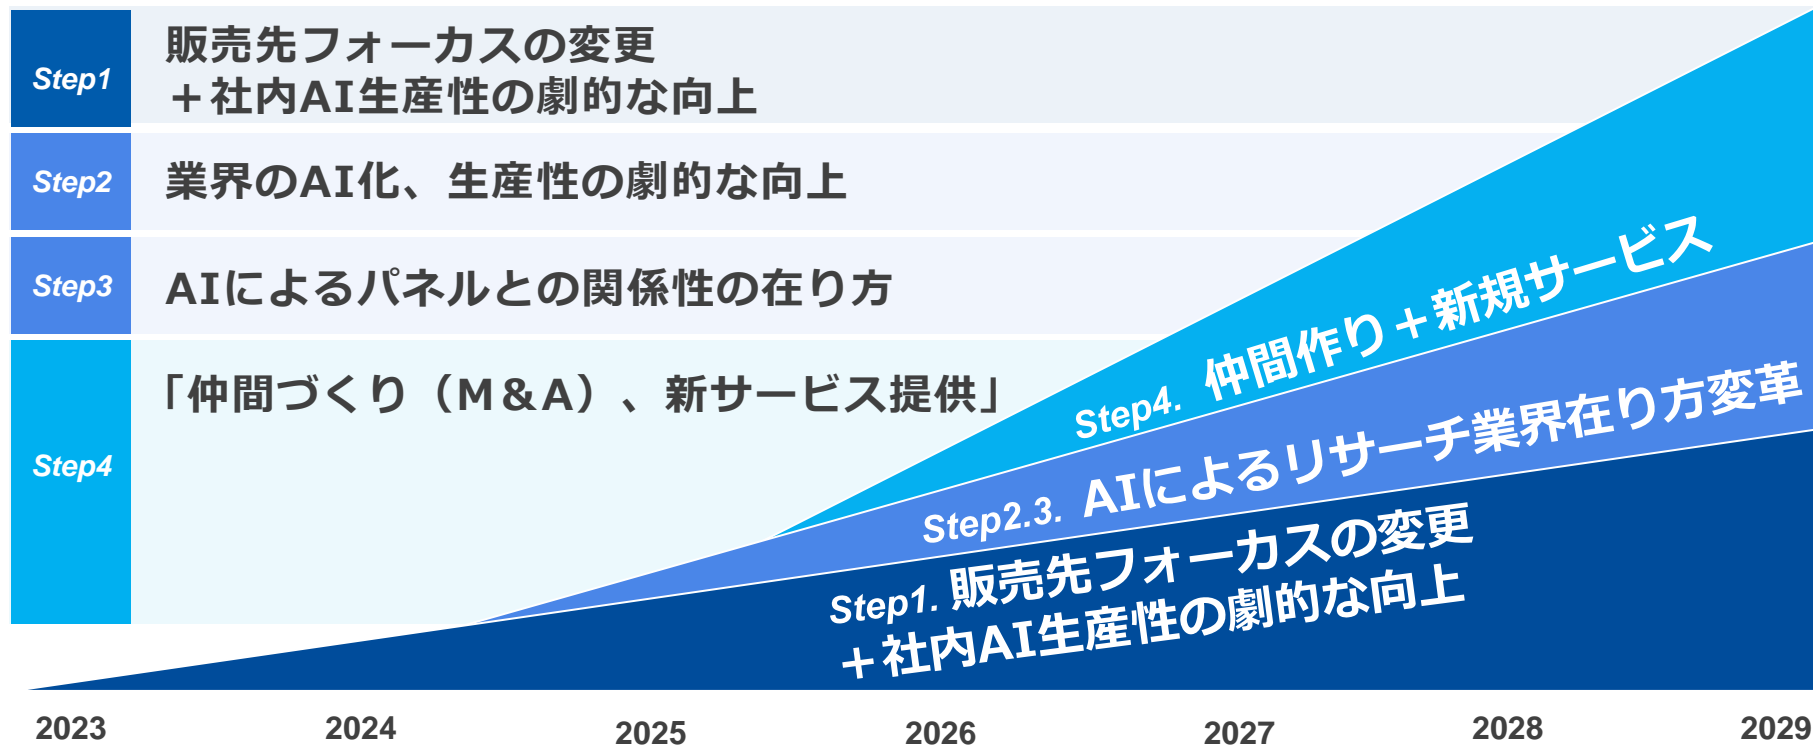 Step1
販売先フォーカスの変更
＋社内AI生産性の劇的な向上
Step2
業界のAI化、生産性の劇的な向上
Step3
AIによるパネルとの関係性の在り方
Step4
「仲間づくり（M＆A）、新サービス提供」
Step4. 仲間作り＋新規サービス
Step2.3. AIによるリサーチ業界在り方変革
Step1. 販売先フォーカスの変更
＋社内AI生産性の劇的な向上
2023 2024 2025 2026 2027 2028 2029